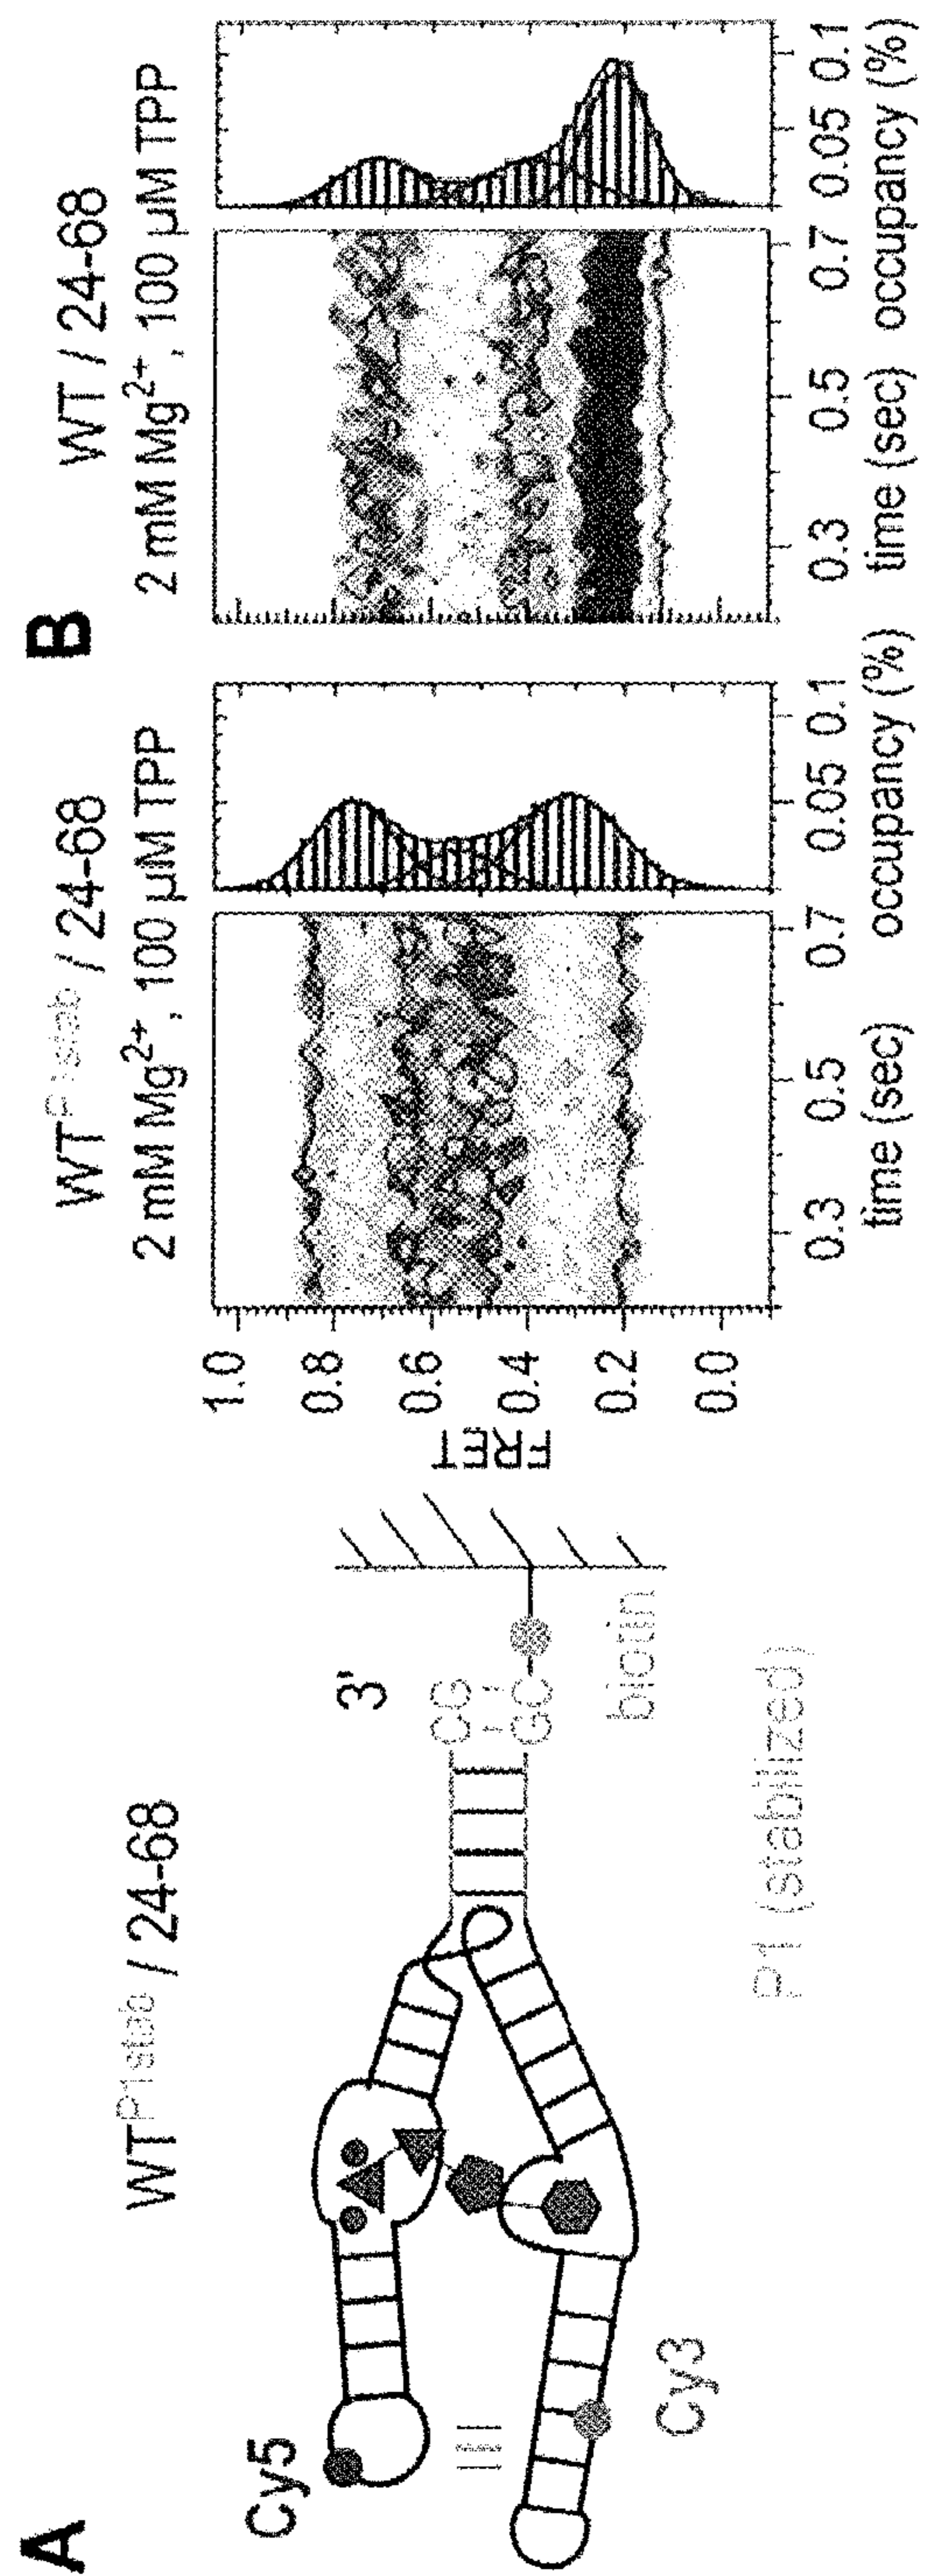 A
WT^P1stab / 24-68
Cy5
Cy3
3'
CG
GC
biotin
P1 (stabilized)
B
WT^P1stab / 24-68
2 mM Mg²⁺, 100 µM TPP
FRET
1.0
0.8
0.6
0.4
0.2
0.0
0.3 0.5 0.7
time (sec)
0.05 0.1
occupancy (%)
WT / 24-68
2 mM Mg²⁺, 100 µM TPP
0.3 0.5 0.7
time (sec)
0.05 0.1
occupancy (%)